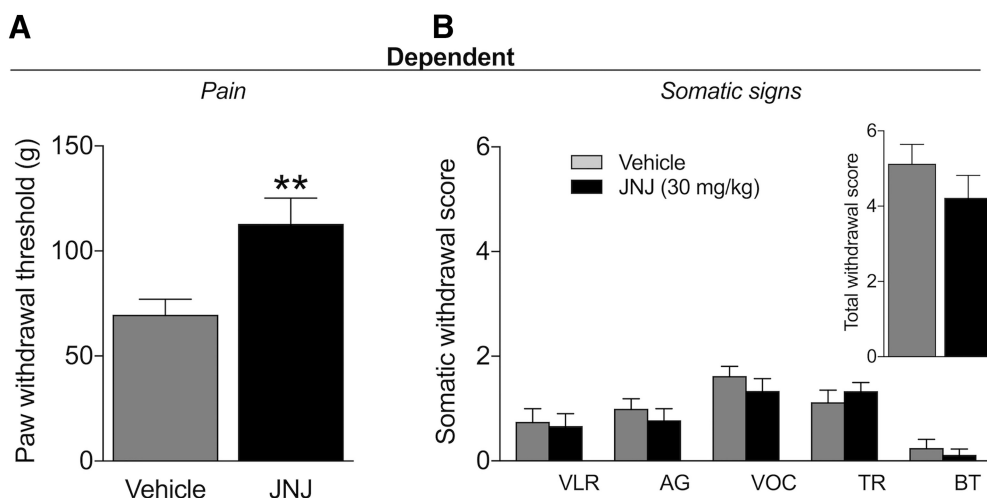 A
B
Dependent
Pain
Somatic signs
Paw withdrawal threshold (g)
150
100
50
0
**
Vehicle
JNJ
Somatic withdrawal score
6
4
2
0
Vehicle
JNJ (30 mg/kg)
Total withdrawal score
6
4
2
0
VLR
AG
VOC
TR
BT